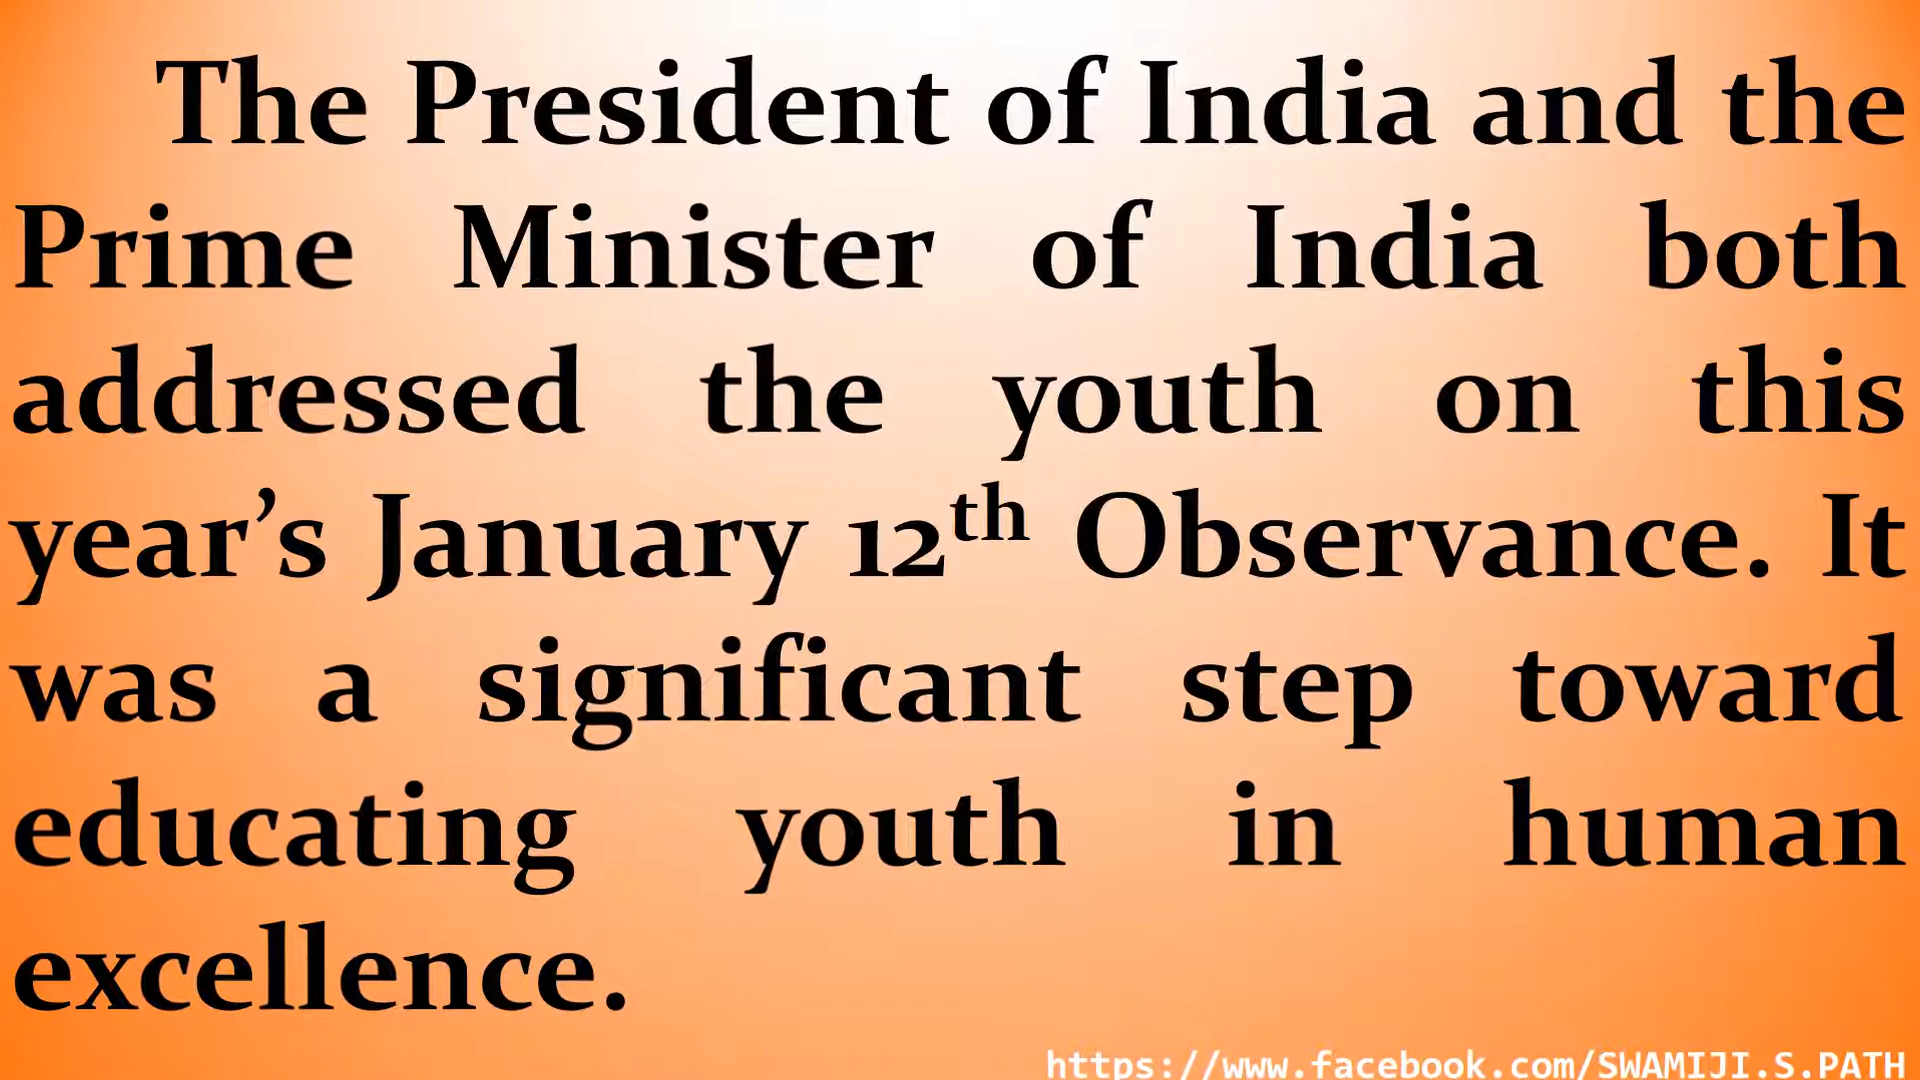 The President of India and the
Prime Minister of India both
addressed the youth on this
year’s January 12th Observance. It
was a significant step toward
educating youth in human
excellence.
https://www.facebook.com/SWAMIJI.S.PATH